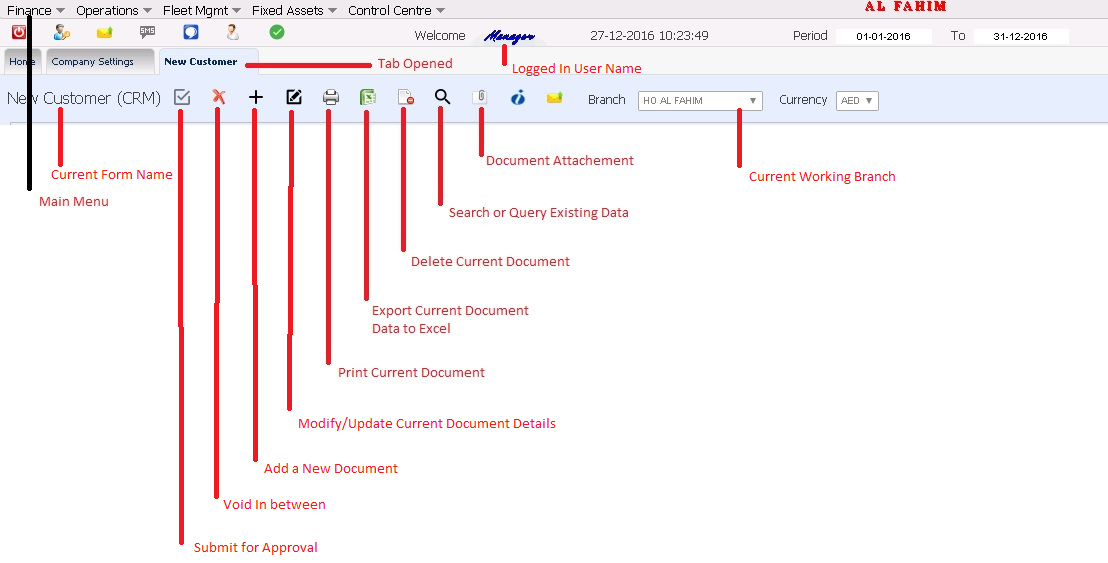 Finance Operations Fleet Mgmt Fixed Assets Control Centre AL FAHIM
SMS Welcome Manager 27-12-2016 10:23:49 Period 01-01-2016 To 31-12-2016
Home Company Settings New Customer Tab Opened
Logged In User Name
New Customer (CRM) Branch HO AL FAHIM Currency AED
Document Attachement
Current Form Name
Current Working Branch
Main Menu
Search or Query Existing Data
Delete Current Document
Export Current Document
Data to Excel
Print Current Document
Modify/Update Current Document Details
Add a New Document
Void In between
Submit for Approval